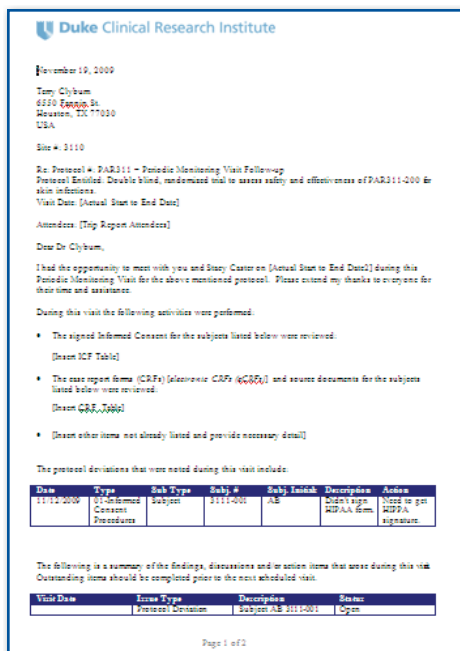 Duke Clinical Research Institute
November 19, 2009
Terry Clyburn
6550 Fannin St.
Houston, TX 77030
USA
Site #: 3110
Re: Protocol #: PAR311 – Periodic Monitoring Visit Follow-up
Protocol Entitled: Double blind, randomized trial to assess safety and effectiveness of PAR311-200 for
skin infections.
Visit Date: [Actual Start to End Date]
Attendees: [Trip Report Attendees]
Dear Dr Clyburn,
I had the opportunity to meet with you and Stacy Caster on [Actual Start to End Date2] during this
Periodic Monitoring Visit for the above mentioned protocol. Please extend my thanks to everyone for
their time and assistance.
During this visit the following activities were performed:
• The signed Informed Consent for the subjects listed below were reviewed:
[Insert ICF Table]
• The case report forms (CRFs) [electronic CRFs (eCRFs)] and source documents for the subjects
listed below were reviewed:
[Insert CRF Table]
• [Insert other items not already listed and provide necessary detail]
The protocol deviations that were noted during this visit include:
Date Type Sub Type Subj. # Subj. Initials Description Action
11/12/2009 01-Informed Subject 3111-001 AB Didn't sign Need to get
Consent HIPAA form. HIPPA
Procedures signature.
The following is a summary of the findings, discussions and/or action items that arose during this visit.
Outstanding items should be completed prior to the next scheduled visit.
Visit Date Issue Type Description Status
Protocol Deviation Subject AB 3111-001 Open
Page 1 of 2